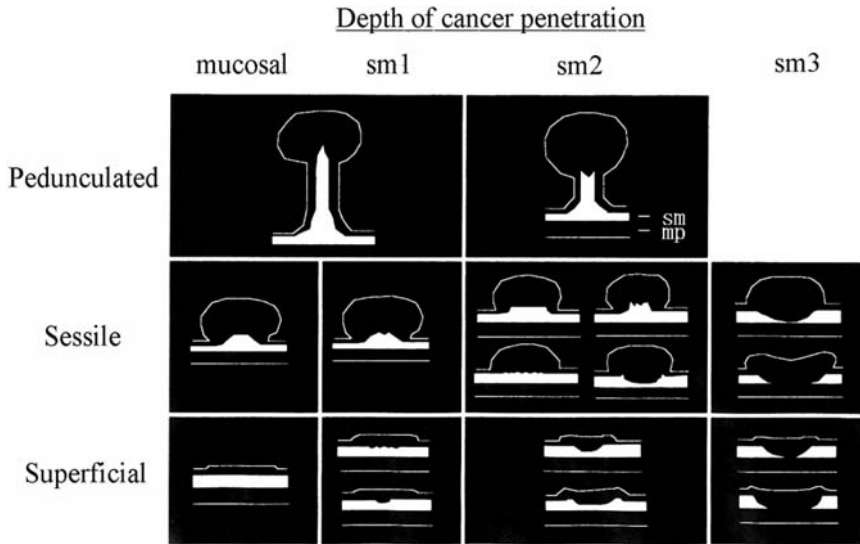 Depth of cancer penetration
mucosal sm1 sm2 sm3
Pedunculated
sm
mp
Sessile
Superficial